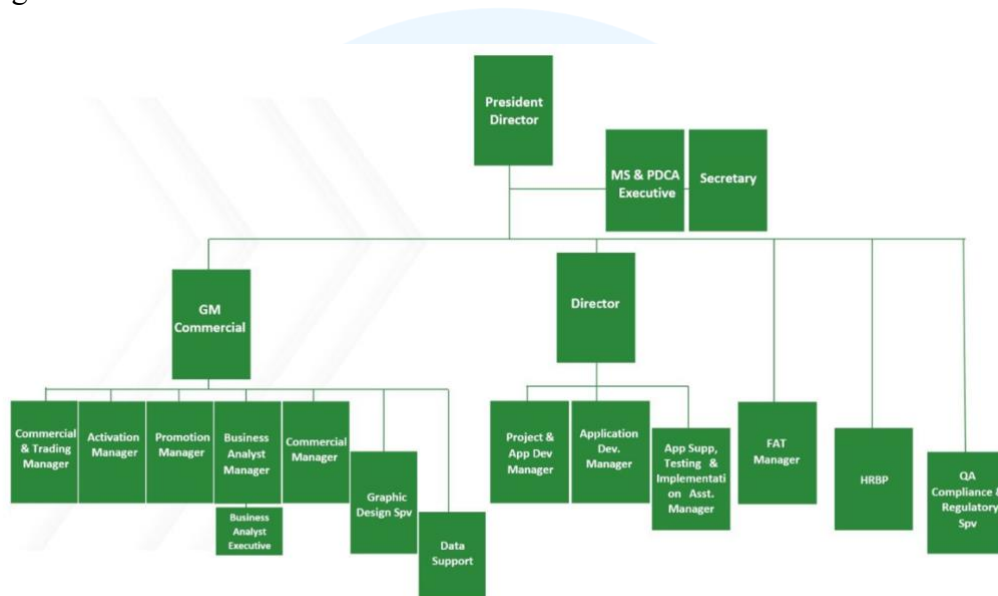 President
Director
MS & PDCA
Executive
Secretary
GM
Commercial
Director
Commercial
& Trading
Manager
Activation
Manager
Promotion
Manager
Business
Analyst
Manager
Commercial
Manager
Graphic
Design Spv
Data
Support
Business
Analyst
Executive
Project &
App Dev
Manager
Application
Dev.
Manager
App Supp,
Testing &
Implementati
on Asst.
Manager
FAT
Manager
HRBP
QA
Compliance &
Regulatory
Spv